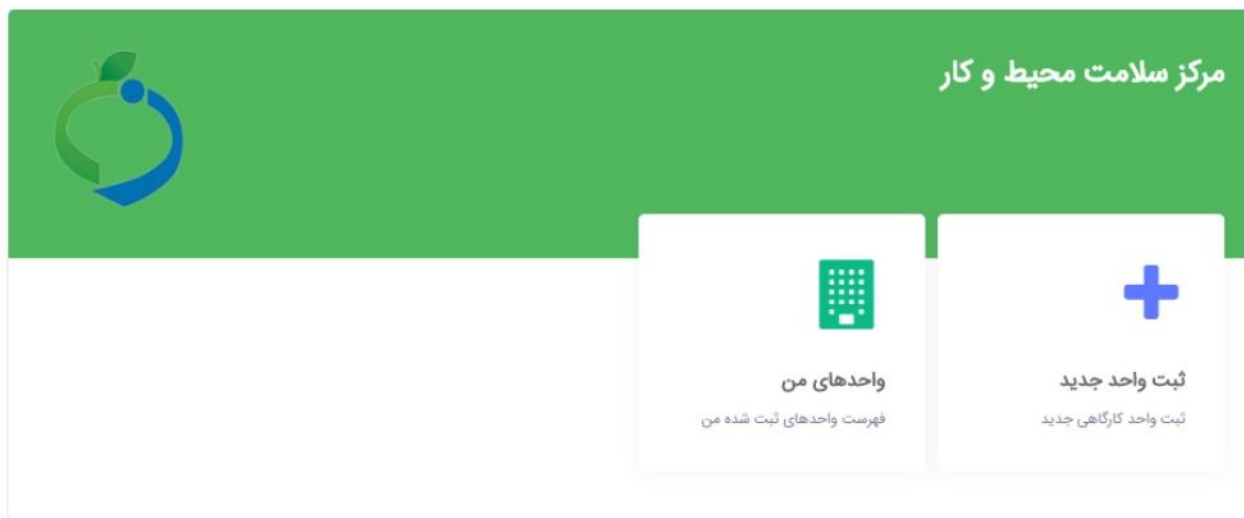 مرکز سلامت محیط و کار
ثبت واحد جدید
ثبت واحد کارگاهی جدید
واحدهای من
فهرست واحدهای ثبت شده من